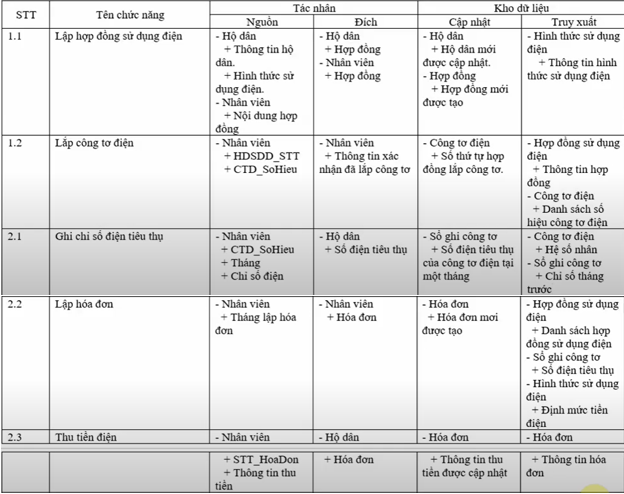 STT
Tên chức năng
Tác nhân
Kho dữ liệu
Nguồn
Đích
Cập nhật
Truy xuất
1.1
Lập hợp đồng sử dụng điện
- Hộ dân
+ Thông tin hộ
dân.
+ Hình thức sử
dụng điện.
- Nhân viên
+ Nội dung hợp
đồng
- Hộ dân
+ Hợp đồng
- Nhân viên
+ Hợp đồng
- Hộ dân
+ Hộ dân mới
được cập nhật.
- Hợp đồng
+ Hợp đồng mới
được tạo
- Hình thức sử dụng
điện
+ Thông tin hình
thức sử dụng điện
1.2
Lắp công tơ điện
- Nhân viên
+ HDSDD_STT
+ CTD_SoHieu
- Nhân viên
+ Thông tin xác
nhận đã lắp công tơ
- Công tơ điện
+ Số thứ tự hợp
đồng lắp công tơ.
- Hợp đồng sử dụng
điện
+ Thông tin hợp
đồng
- Công tơ điện
+ Danh sách số
hiệu công tơ điện
2.1
Ghi chỉ số điện tiêu thụ
- Nhân viên
+ CTD_SoHieu
+ Tháng
+ Chỉ số điện
- Hộ dân
+ Số điện tiêu thụ
- Số ghi công tơ
+ Số điện tiêu thụ
của công tơ điện tại
một tháng
- Công tơ điện
+ Hệ số nhân
- Số ghi công tơ
+ Chỉ số tháng
trước
2.2
Lập hóa đơn
- Nhân viên
+ Tháng lập hóa
đơn
- Nhân viên
+ Hóa đơn
- Hóa đơn
+ Hóa đơn mơi
được tạo
- Hợp đồng sử dụng
điện
+ Danh sách hợp
đồng sử dụng điện
- Số ghi công tơ
+ Số điện tiêu thụ
- Hình thức sử dụng
điện
+ Định mức tiền
điện
2.3
Thu tiền điện
- Nhân viên
- Hộ dân
- Hóa đơn
- Hóa đơn
+ STT_HoaDon
+ Thông tin thu
tiền
+ Hóa đơn
+ Thông tin thu
tiền được cập nhật
+ Thông tin hóa
đơn